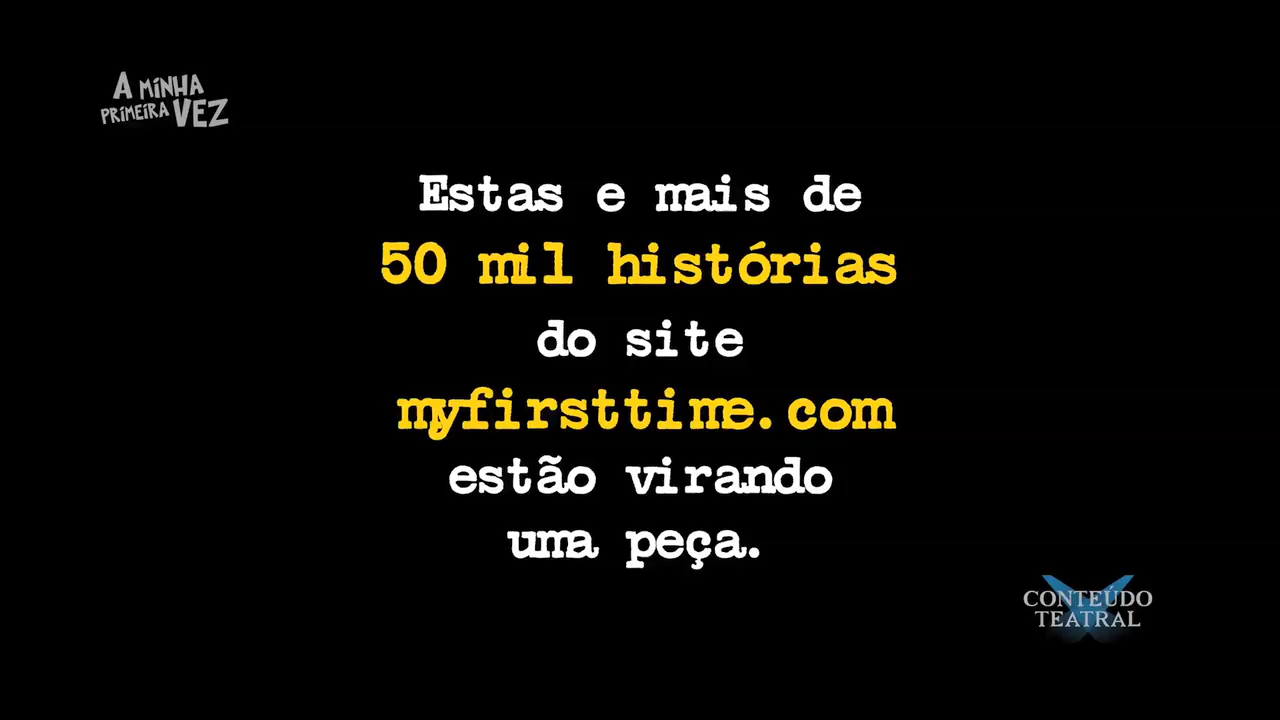 A MINHA
PRIMEIRA VEZ
Estas e mais de
50 mil histórias
do site
myfirsttime.com
estão virando
uma peça.
CONTEÚDO
TEATRAL